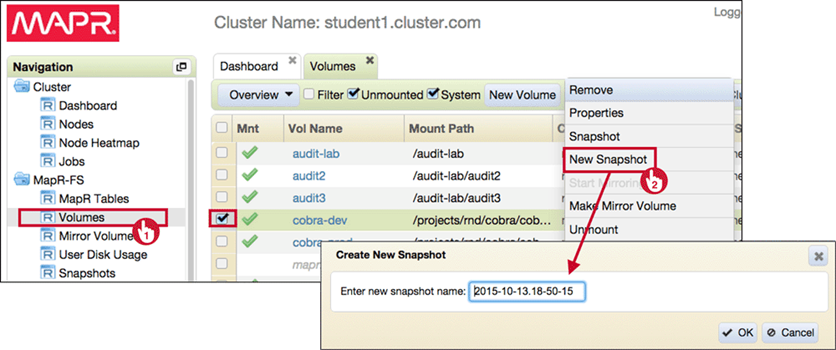 MAPR.
Cluster Name: student1.cluster.com
Logg
Navigation
Cluster
Dashboard
Nodes
Node Heatmap
Jobs
MapR-FS
MapR Tables
Volumes
1
Mirror Volume
User Disk Usage
Snapshots
Dashboard
Volumes
Overview Filter Unmounted System New Volume
Mnt Vol Name Mount Path
audit-lab /audit-lab
audit2 /audit-lab/audit2
audit3 /audit-lab/audit3
cobra-dev /projects/rnd/cobra/cob...
/projects/rnd/cobra/cob...
mapr
Remove
Properties
Snapshot
New Snapshot
2
Start Mirroring
Make Mirror Volume
Unmount
Create New Snapshot
Enter new snapshot name: 2015-10-13.18-50-15
OK Cancel